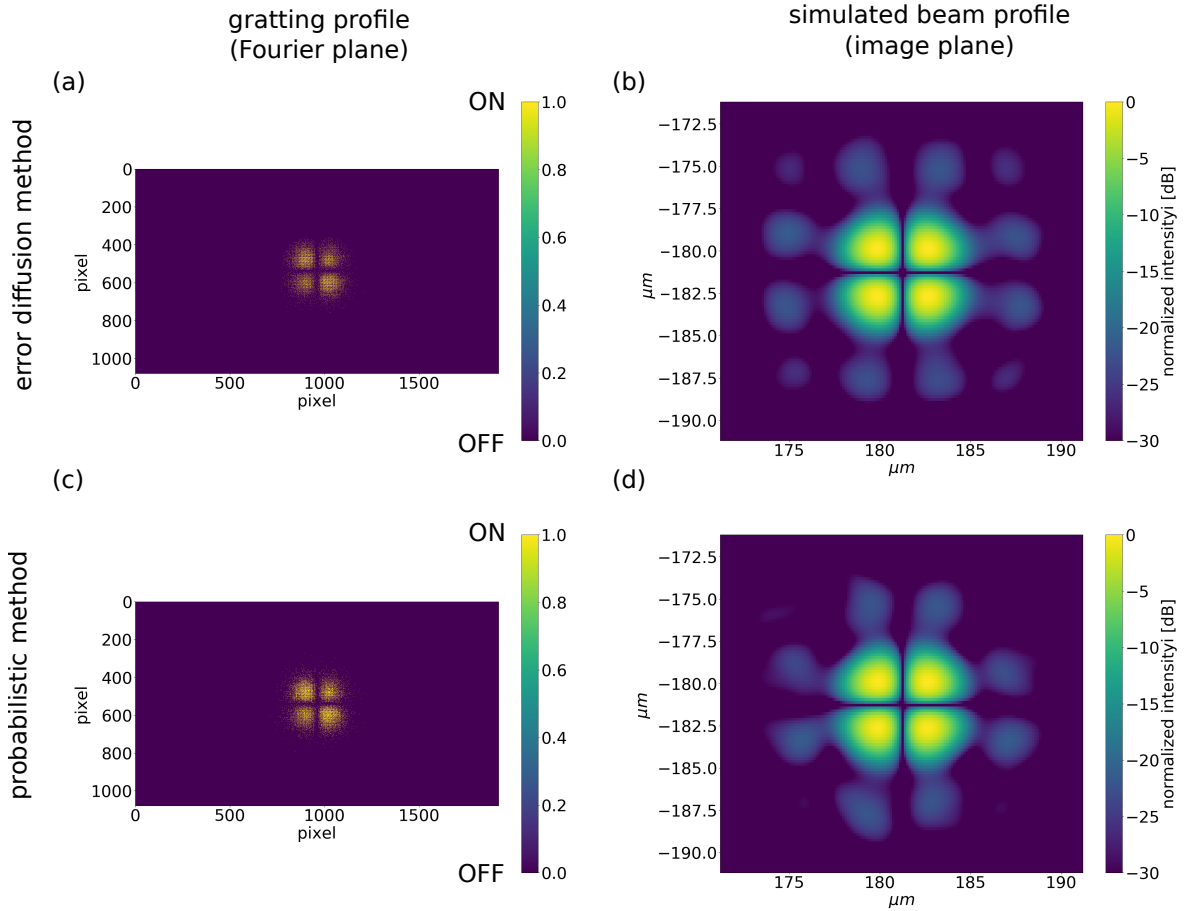 gratting profile
(Fourier plane)
simulated beam profile
(image plane)
error diffusion method
(a)
ON
OFF
0
200
400
600
800
1000
pixel
0 500 1000 1500
pixel
1.0
0.8
0.6
0.4
0.2
0.0
(b)
−172.5
−175.0
−177.5
−180.0
−182.5
−185.0
−187.5
−190.0
μm
175 180 185 190
μm
0
−5
−10
−15
−20
−25
−30
normalized intensityi [dB]
probabilistic method
(c)
ON
OFF
0
200
400
600
800
1000
pixel
0 500 1000 1500
pixel
1.0
0.8
0.6
0.4
0.2
0.0
(d)
−172.5
−175.0
−177.5
−180.0
−182.5
−185.0
−187.5
−190.0
μm
175 180 185 190
μm
0
−5
−10
−15
−20
−25
−30
normalized intensityi [dB]